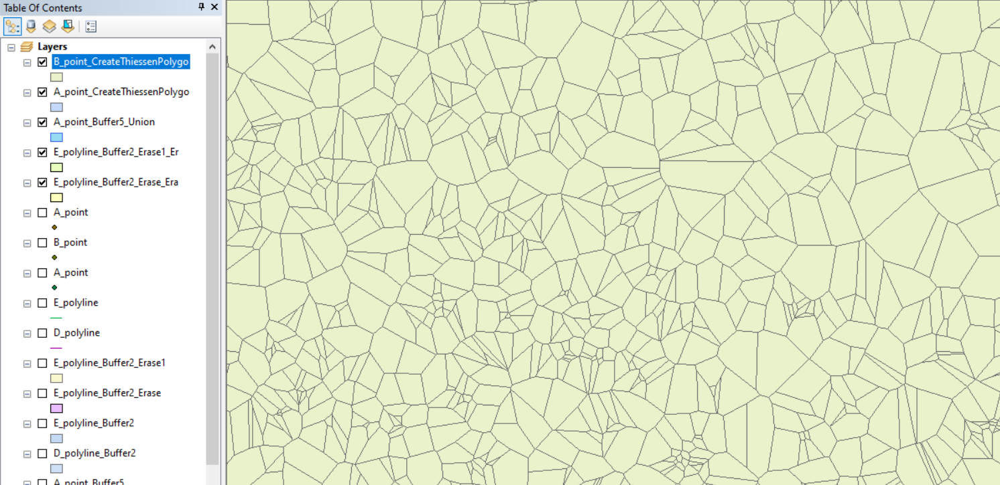 Table Of Contents
Layers
B_point_CreateThiessenPolygo
A_point_CreateThiessenPolygo
A_point_Buffer5_Union
E_polyline_Buffer2_Erase1_Er
E_polyline_Buffer2_Erase_Era
A_point
B_point
A_point
E_polyline
D_polyline
E_polyline_Buffer2_Erase1
E_polyline_Buffer2_Erase
E_polyline_Buffer2
D_polyline_Buffer2
A_point_Buffer5